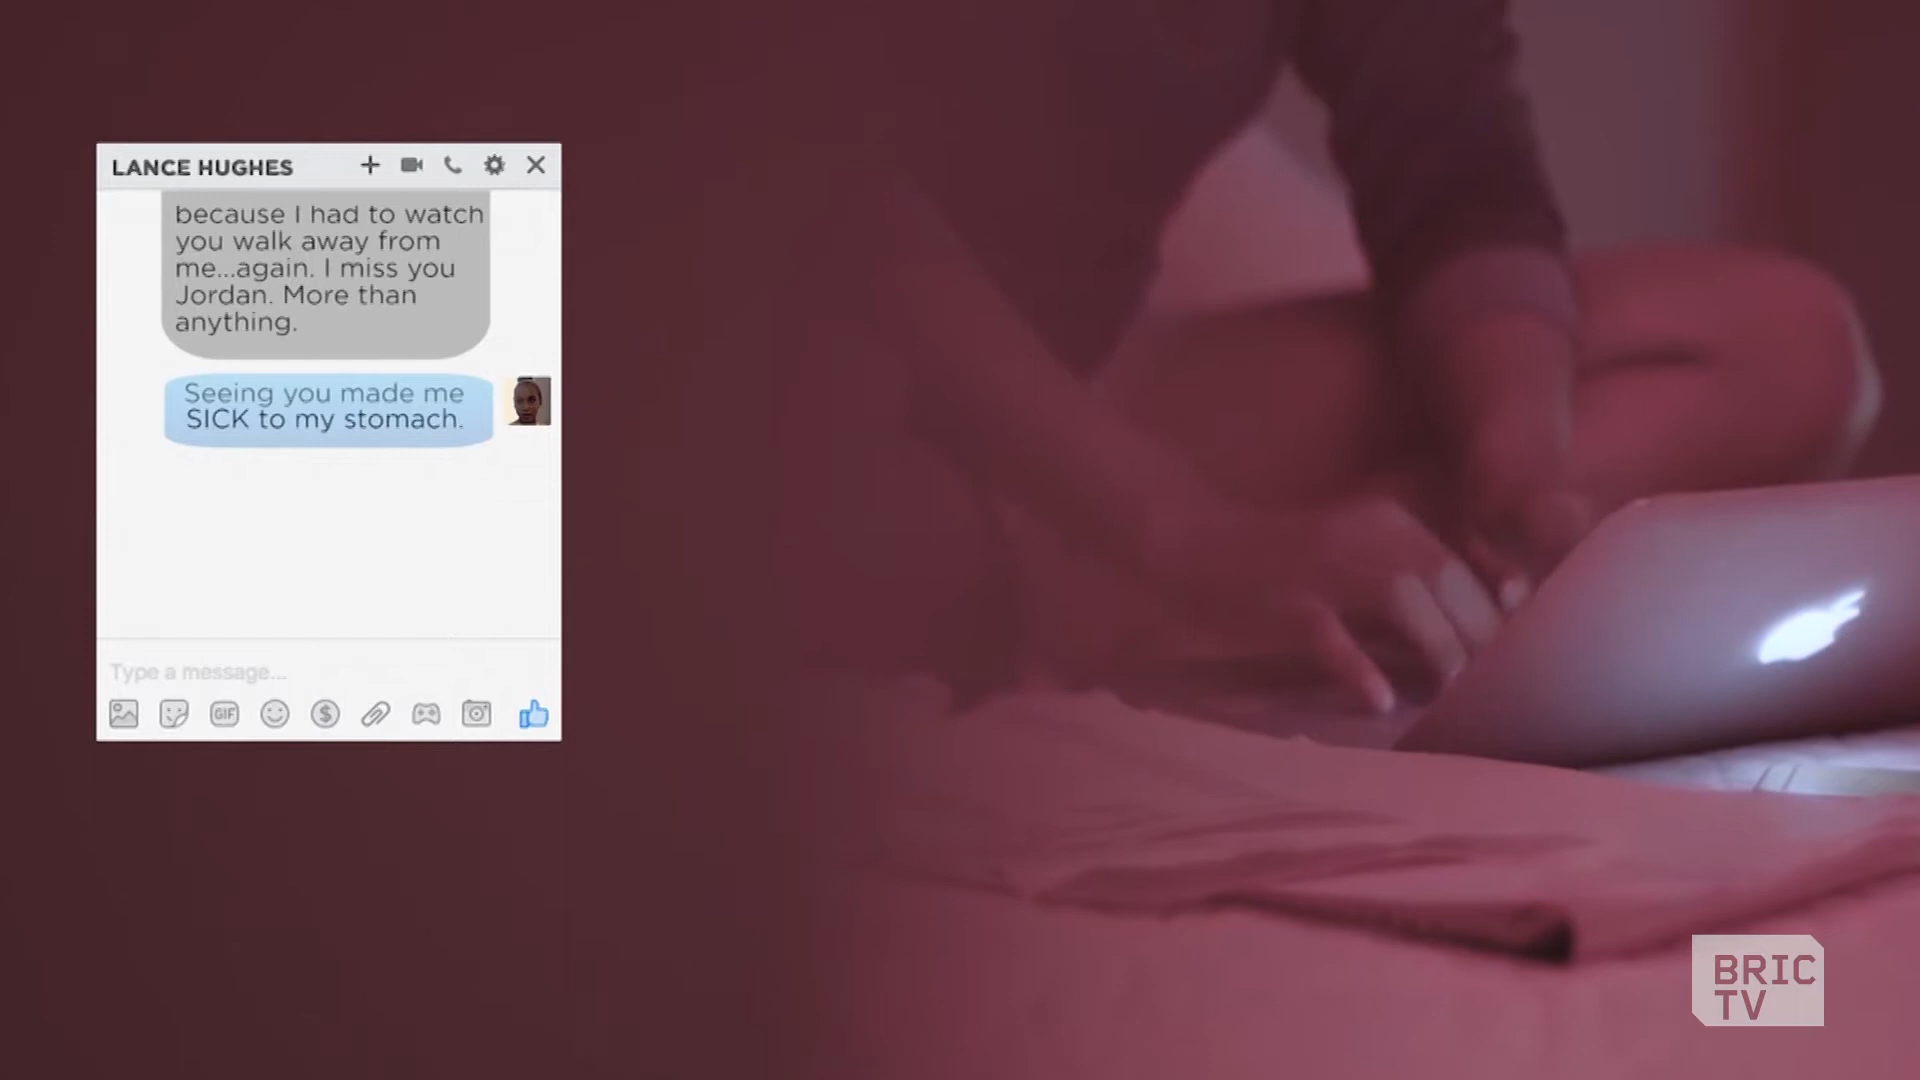 LANCE HUGHES
because I had to watch
you walk away from
me...again. I miss you
Jordan. More than
anything.
Seeing you made me
SICK to my stomach.
Type a message...
GIF
$
BRIC
TV